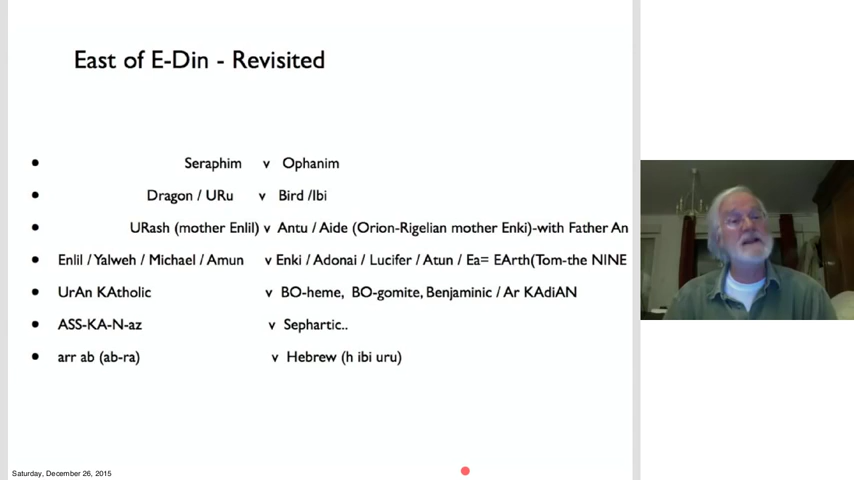 East of E-Din - Revisited
• Seraphim v Ophanim
• Dragon / URu v Bird /Ibi
• URash (mother Enlil) v Antu / Aide (Orion-Rigelian mother Enki)-with Father An
• Enlil / Yalweh / Michael / Amun v Enki / Adonai / Lucifer / Atun / Ea= EArth(Tom-the NINE
• UrAn KAtholic v BO-heme, BO-gomite, Benjaminic / Ar KAdiAN
• ASS-KA-N-az v Sephartic..
• arr ab (ab-ra) v Hebrew (h ibi uru)
Saturday, December 26, 2015